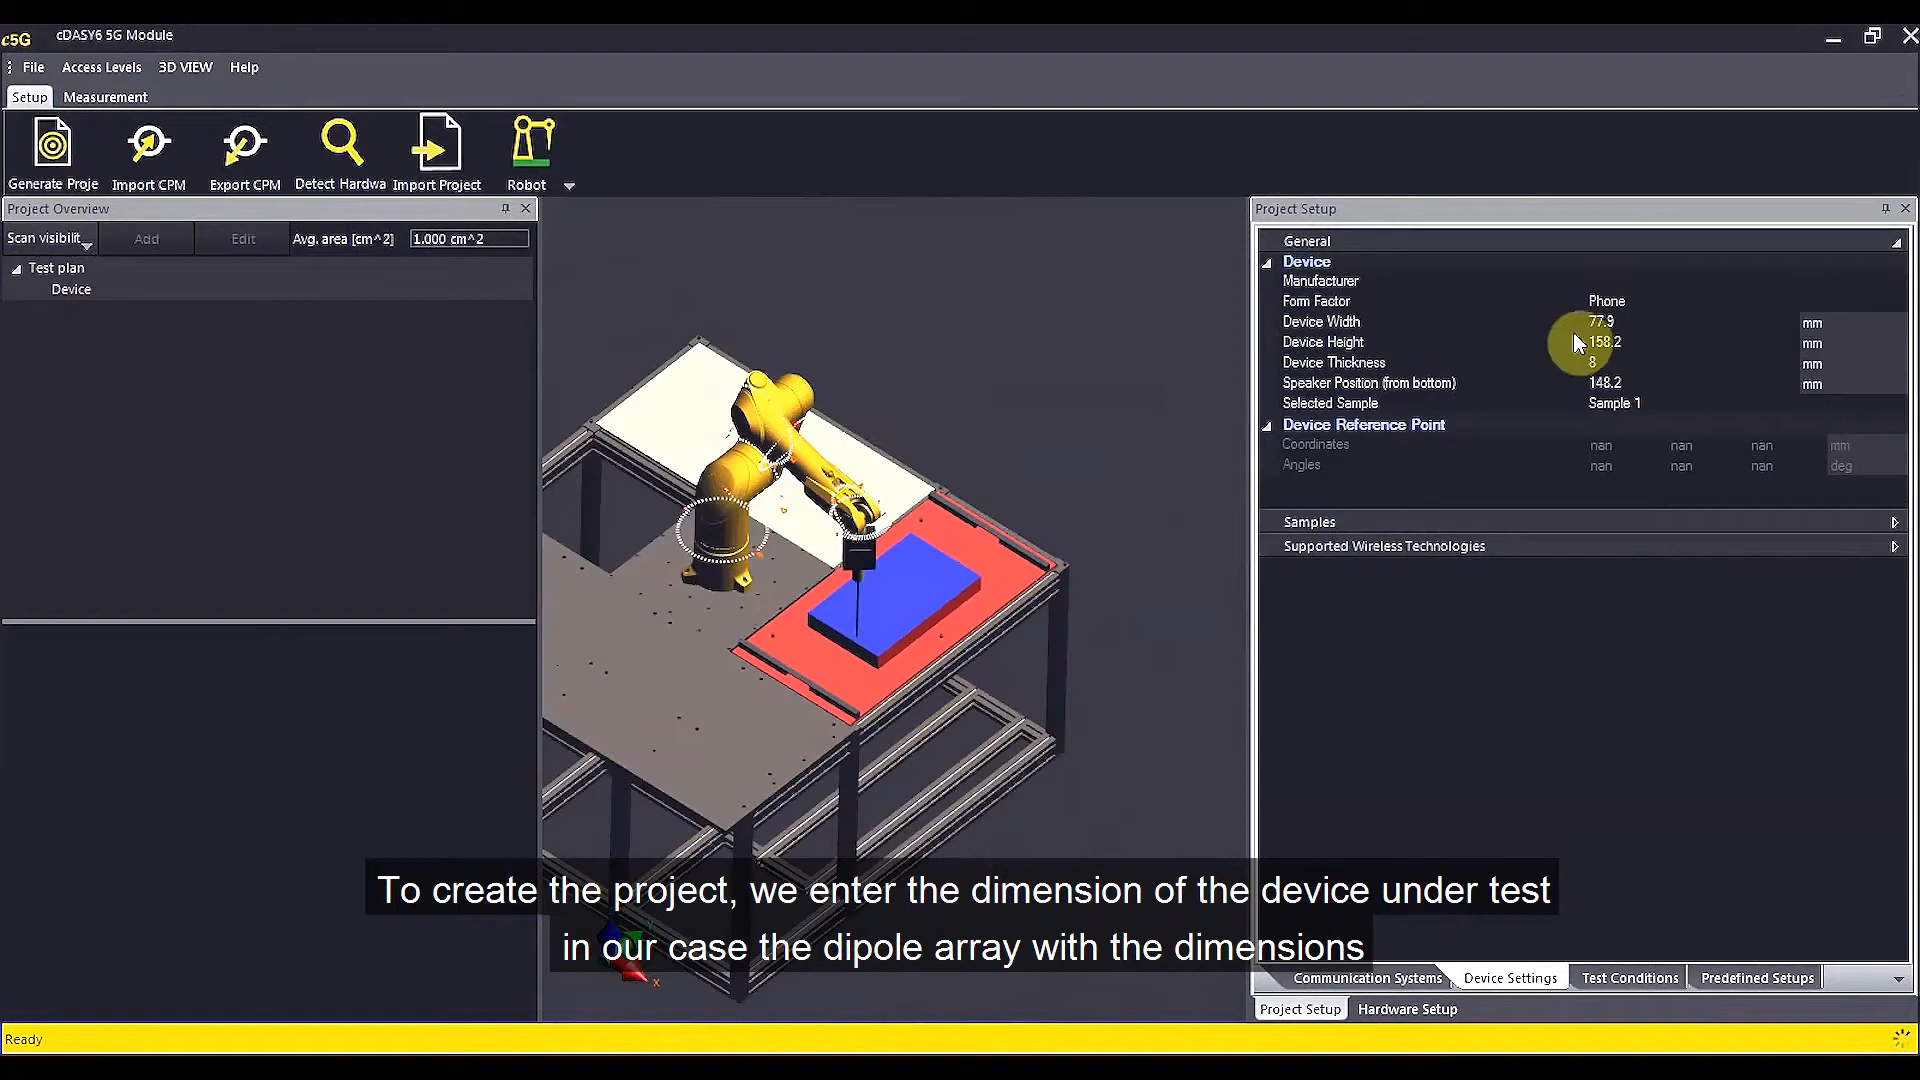 c5G cDASY6 5G Module
File Access Levels 3D VIEW Help
Setup Measurement
Generate Proje Import CPM Export CPM Detect Hardwa Import Project Robot
Project Overview
Scan visibilit Add Edit Avg. area [cm^2] 1.000 cm^2
Test plan
Device
Project Setup
General
Device
Manufacturer
Form Factor Phone
Device Width 77.9 mm
Device Height 158.2 mm
Device Thickness 8 mm
Speaker Position (from bottom) 148.2 mm
Selected Sample Sample 1
Device Reference Point
Coordinates nan nan nan mm
Angles nan nan nan deg
Samples
Supported Wireless Technologies
To create the project, we enter the dimension of the device under test
in our case the dipole array with the dimensions
x
Communication Systems Device Settings Test Conditions Predefined Setups
Project Setup Hardware Setup
Ready